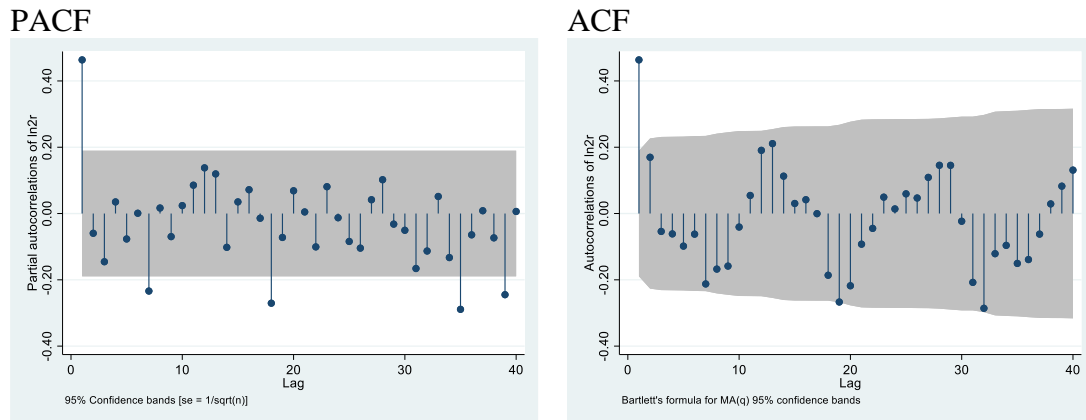 PACF
Partial autocorrelations of ln2r
0.40
0.20
0.00
-0.20
-0.40
0 10 20 30 40
Lag
95% Confidence bands [se = 1/sqrt(n)]
ACF
Autocorrelations of ln2r
0.40
0.20
0.00
-0.20
-0.40
0 10 20 30 40
Lag
Bartlett's formula for MA(q) 95% confidence bands